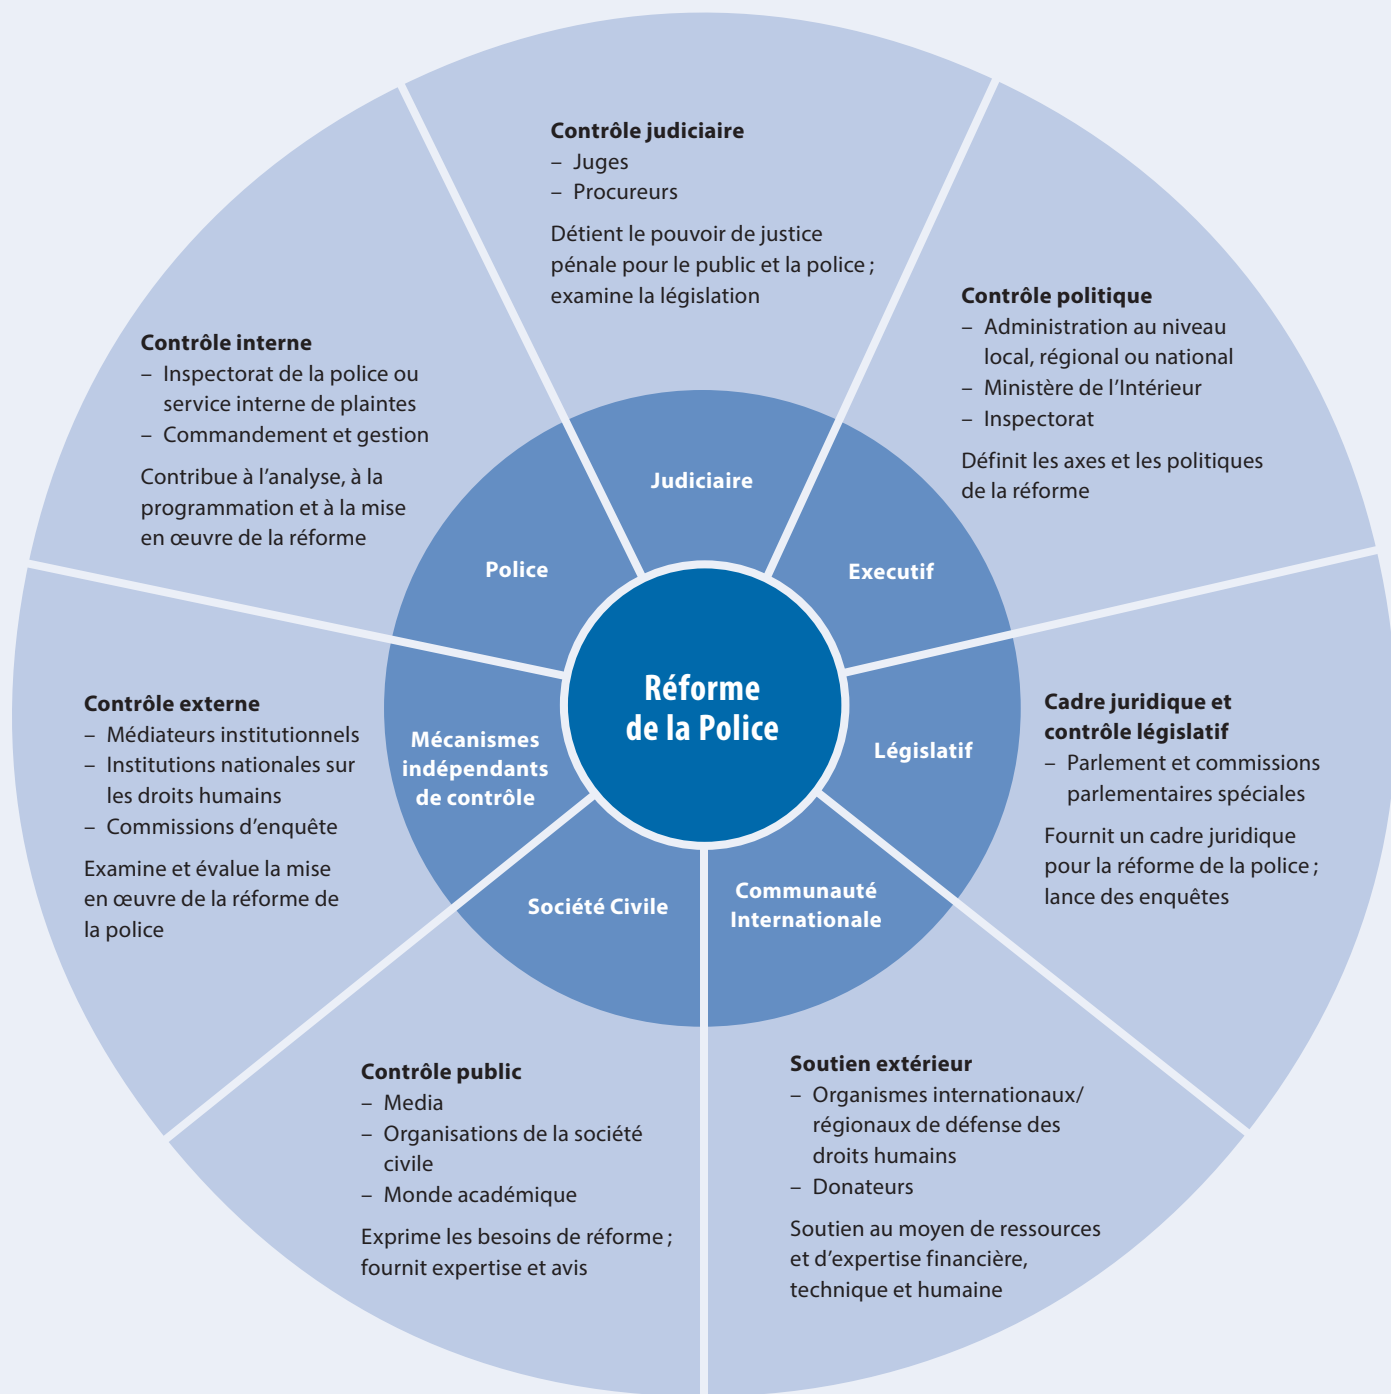 Contrôle judiciaire
– Juges
– Procureurs
Détient le pouvoir de justice
pénale pour le public et la police ;
examine la législation
Contrôle politique
– Administration au niveau
local, régional ou national
– Ministère de l’Intérieur
– Inspectorat
Définit les axes et les politiques
de la réforme
Contrôle interne
– Inspectorat de la police ou
service interne de plaintes
– Commandement et gestion
Contribue à l’analyse, à la
programmation et à la mise
en œuvre de la réforme
Judiciaire
Police
Executif
Réforme
de la Police
Mécanismes
indépendants
de contrôle
Législatif
Société Civile
Communauté
Internationale
Contrôle externe
– Médiateurs institutionnels
– Institutions nationales sur
les droits humains
– Commissions d’enquête
Examine et évalue la mise
en œuvre de la réforme de
la police
Cadre juridique et
contrôle législatif
– Parlement et commissions
parlementaires spéciales
Fournit un cadre juridique
pour la réforme de la police ;
lance des enquêtes
Contrôle public
– Media
– Organisations de la société
civile
– Monde académique
Exprime les besoins de réforme ;
fournit expertise et avis
Soutien extérieur
– Organismes internationaux/
régionaux de défense des
droits humains
– Donateurs
Soutien au moyen de ressources
et d’expertise financière,
technique et humaine